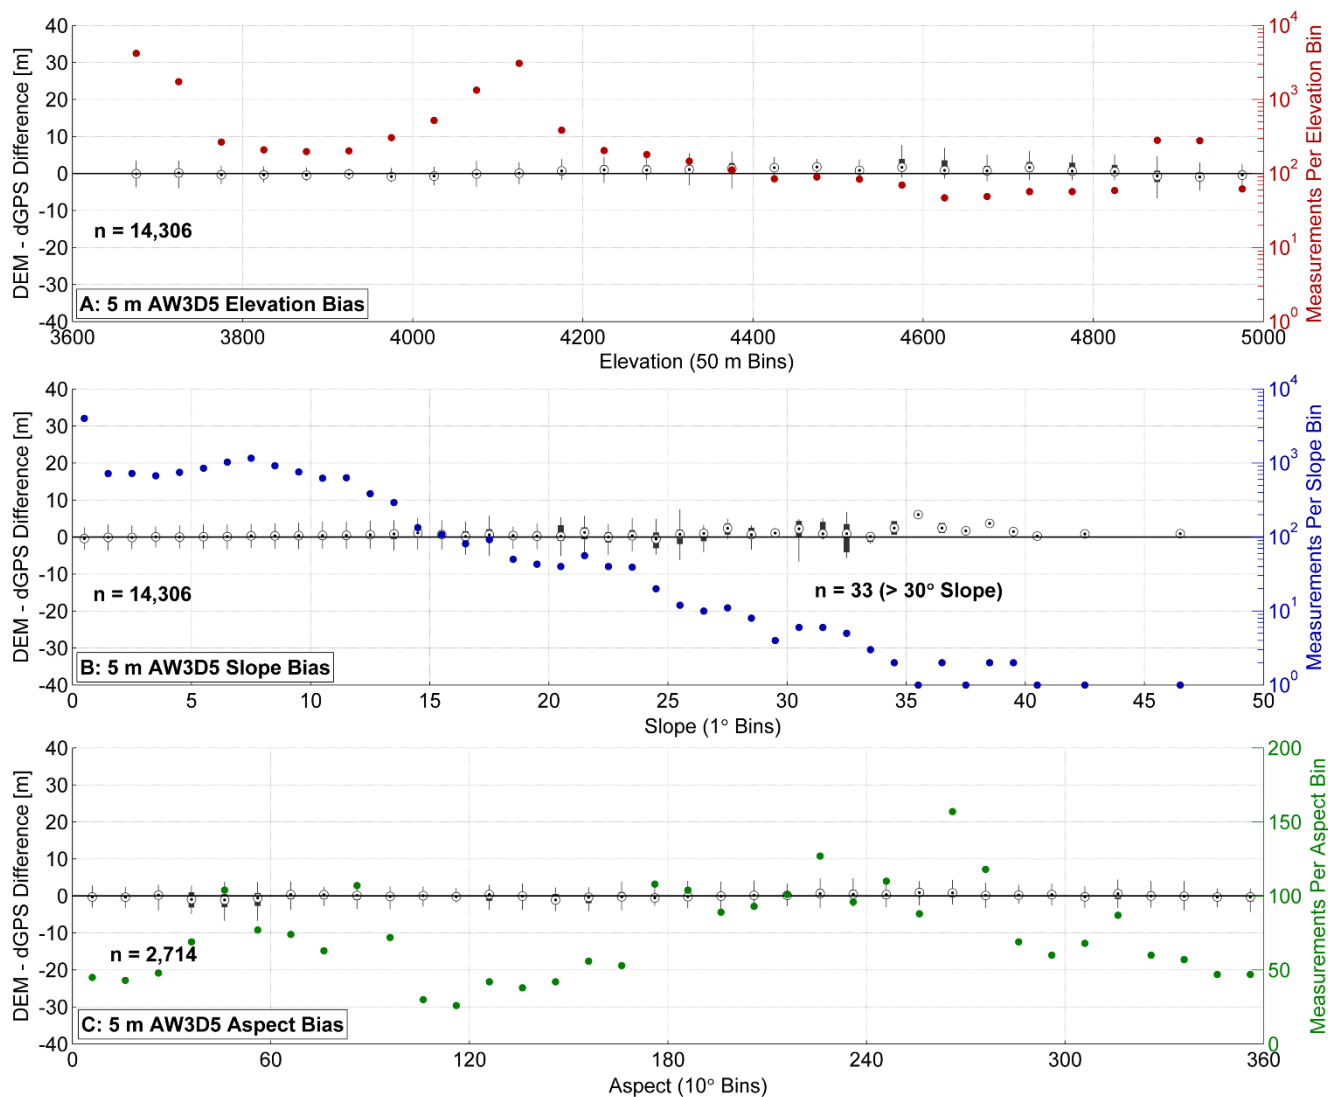 40
30
20
10
0
-10
-20
-30
-40
DEM - dGPS Difference [m]
n = 14,306
A: 5 m AW3D5 Elevation Bias
10^4
10^3
10^2
10^1
10^0
Measurements Per Elevation Bin
3600 3800 4000 4200 4400 4600 4800 5000
Elevation (50 m Bins)
40
30
20
10
0
-10
-20
-30
-40
DEM - dGPS Difference [m]
n = 14,306
n = 33 (> 30° Slope)
B: 5 m AW3D5 Slope Bias
10^4
10^3
10^2
10^1
10^0
Measurements Per Slope Bin
0 5 10 15 20 25 30 35 40 45 50
Slope (1° Bins)
40
30
20
10
0
-10
-20
-30
-40
DEM - dGPS Difference [m]
n = 2,714
C: 5 m AW3D5 Aspect Bias
200
150
100
50
0
Measurements Per Aspect Bin
0 60 120 180 240 300 360
Aspect (10° Bins)